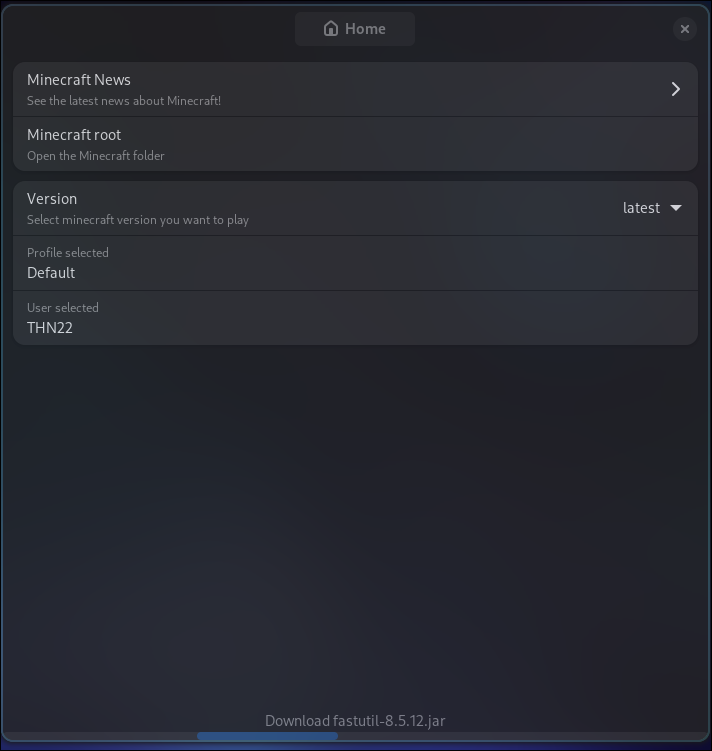 Home
Minecraft News
See the latest news about Minecraft!
Minecraft root
Open the Minecraft folder
Version
Select minecraft version you want to play
latest
Profile selected
Default
User selected
THN22
Download fastutil-8.5.12.jar